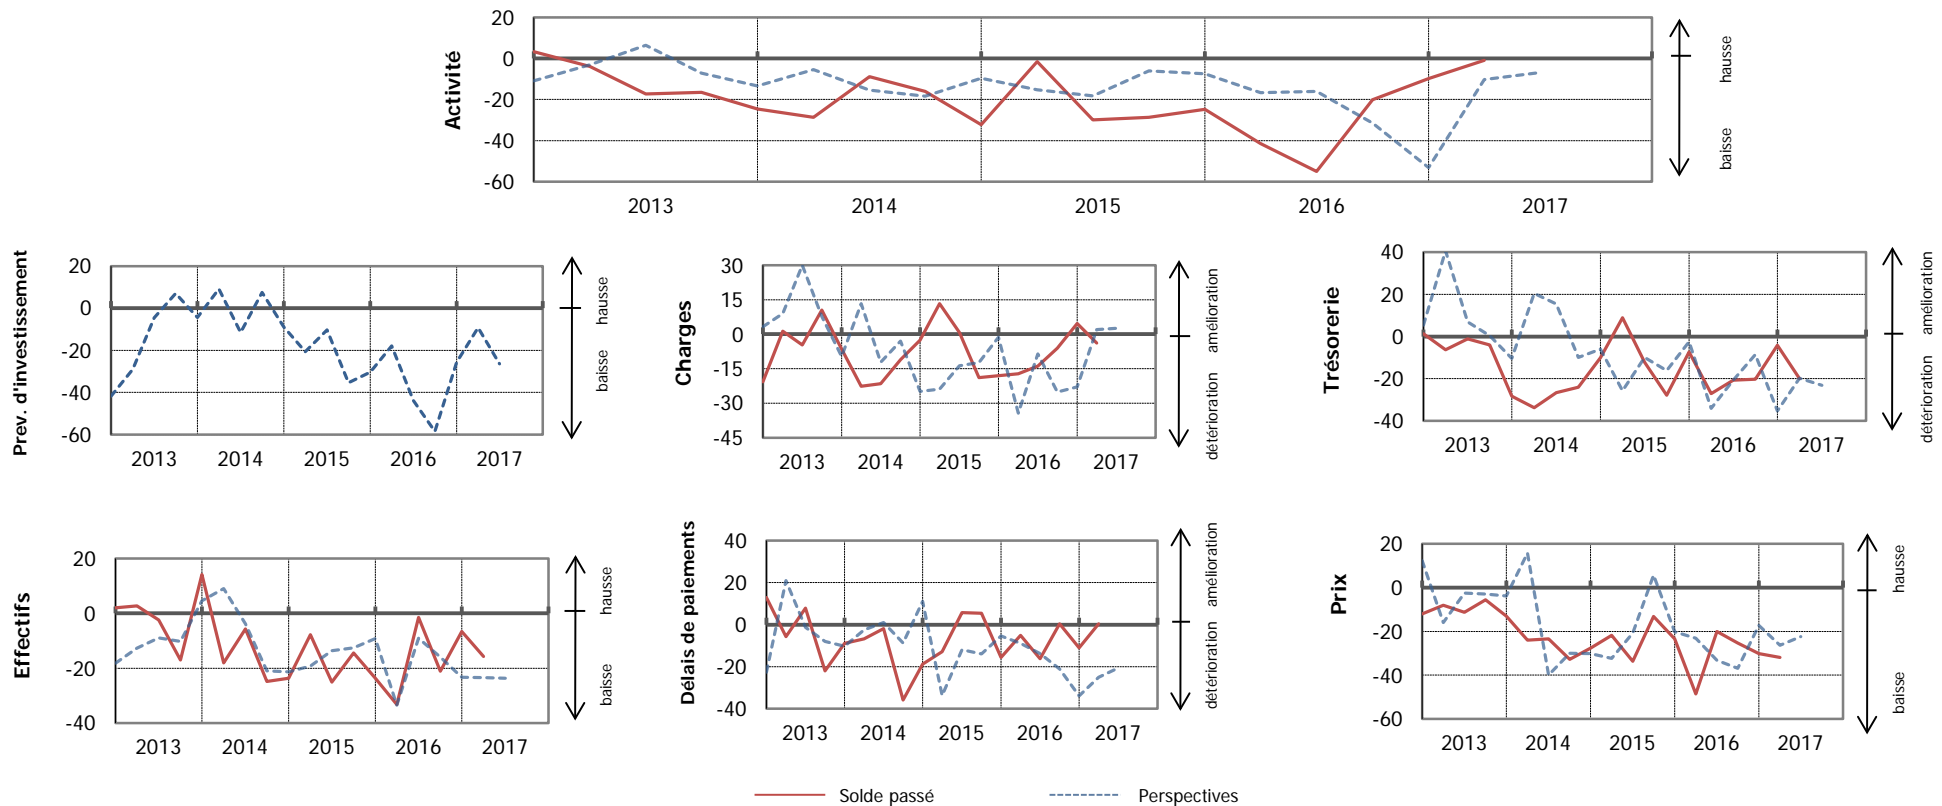 Activité
20
0
-20
-40
-60
2013 2014 2015 2016 2017
hausse
baisse
Prev. d'investissement
20
0
-20
-40
-60
2013 2014 2015 2016 2017
hausse
baisse
Charges
30
15
0
-15
-30
-45
2013 2014 2015 2016 2017
amélioration
détérioration
Trésorerie
40
20
0
-20
-40
2013 2014 2015 2016 2017
amélioration
détérioration
Effectifs
20
0
-20
-40
2013 2014 2015 2016 2017
hausse
baisse
Délais de paiements
40
20
0
-20
-40
2013 2014 2015 2016 2017
amélioration
détérioration
Prix
20
0
-20
-40
-60
2013 2014 2015 2016 2017
hausse
baisse
Solde passé Perspectives